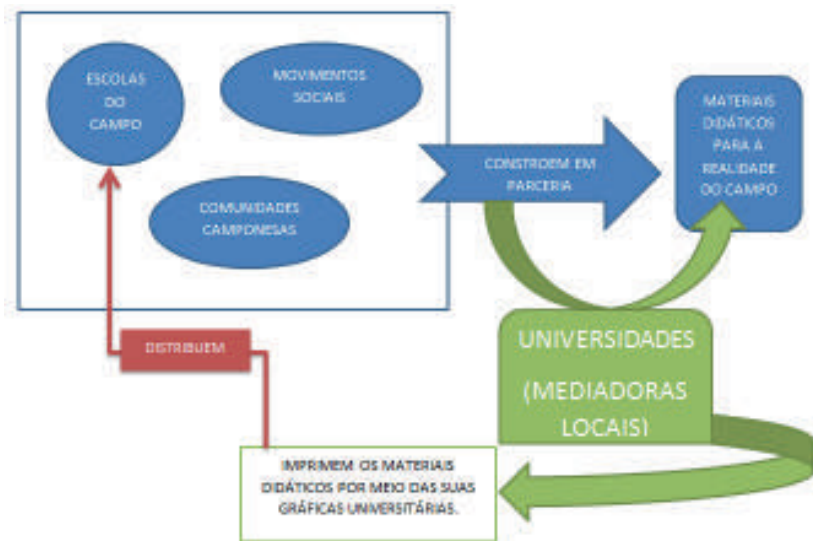 ESCOLAS
DO
CAMPO
MOVIMENTOS
SOCIAIS
COMUNIDADES
CAMPONESAS
CONSTROEM EM
PARCERIA
MATERIAIS
DIDÁTICOS
PARA A
REALIDADE
DO CAMPO
UNIVERSIDADES
(MEDIADORAS
LOCAIS)
DISTRIBUEM
IMPRIMEM OS MATERIAIS
DIDÁTICOS POR MEIO DAS SUAS
GRÁFICAS UNIVERSITÁRIAS.